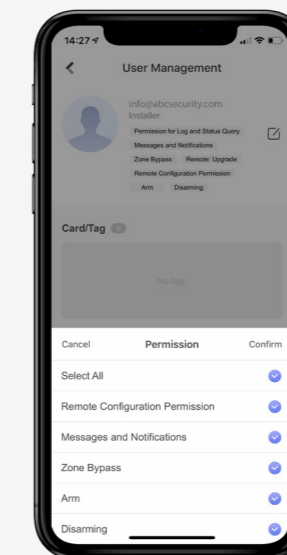 14:27
User Management
info@abcsecurity.com
Installer
Permission for Log and Status Query
Messages and Notifications
Zone Bypass Remote: Upgrade
Remote Configuration Permission
Arm Disarming
Card/Tag 0
No tag.
Cancel Permission Confirm
Select All
Remote Configuration Permission
Messages and Notifications
Zone Bypass
Arm
Disarming